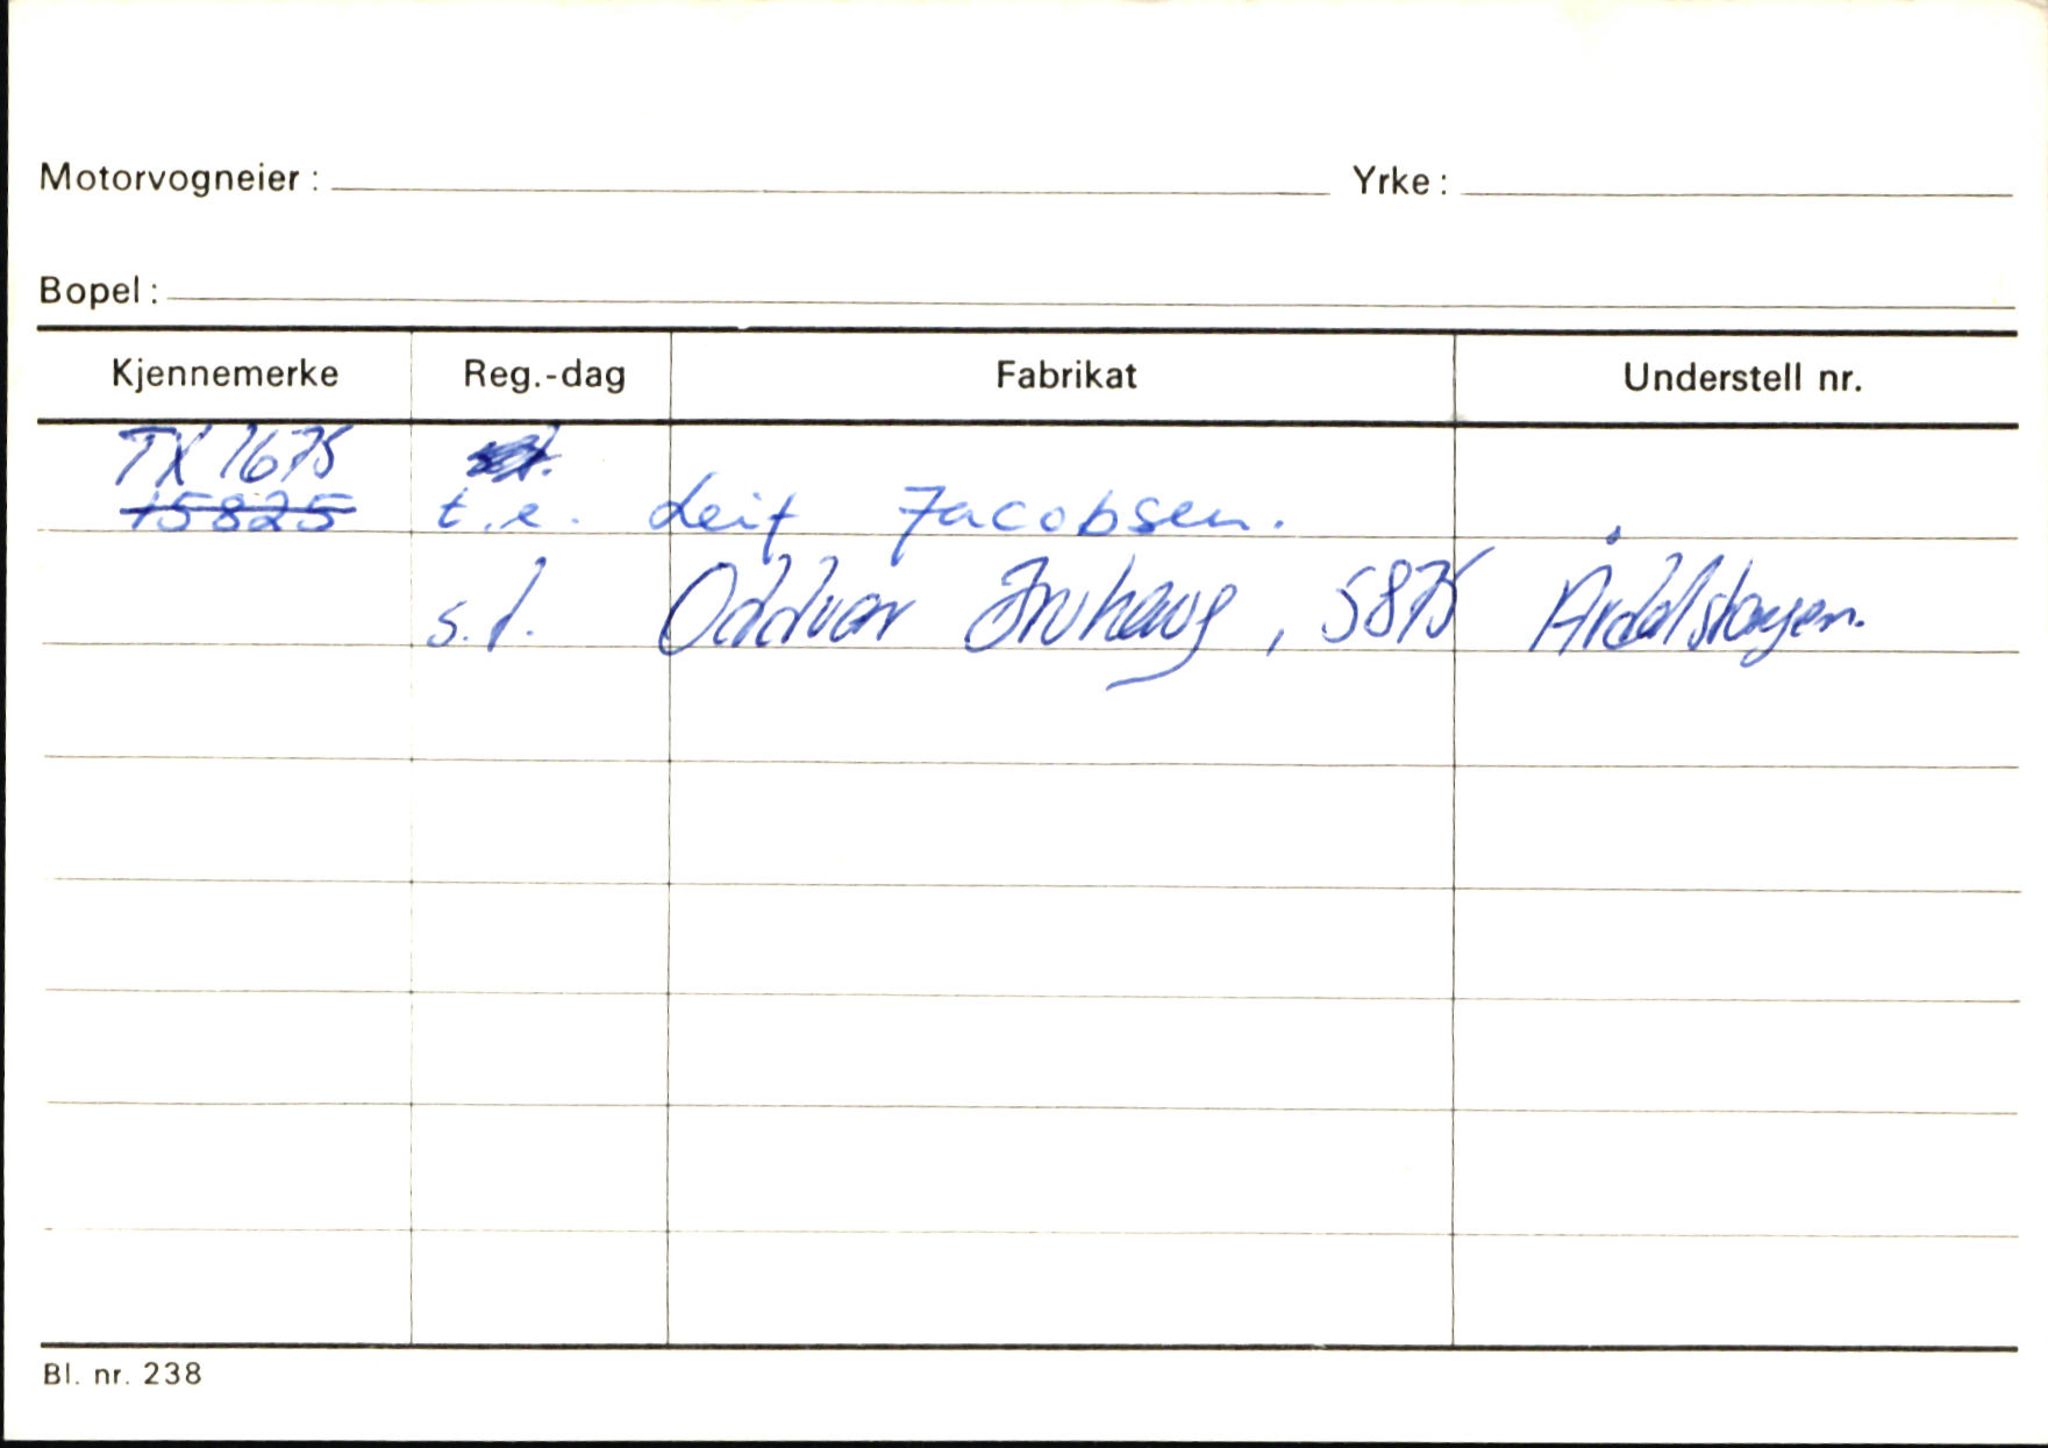 Motorvogneier: Yrke:
Bopel:
Kjennemerke Reg.-dag Fabrikat Understell nr.
TX 1675
15825 t.e. Leif Jacobsen.
Oddvar , 5875 Årdalstangen.
Bl. nr. 238